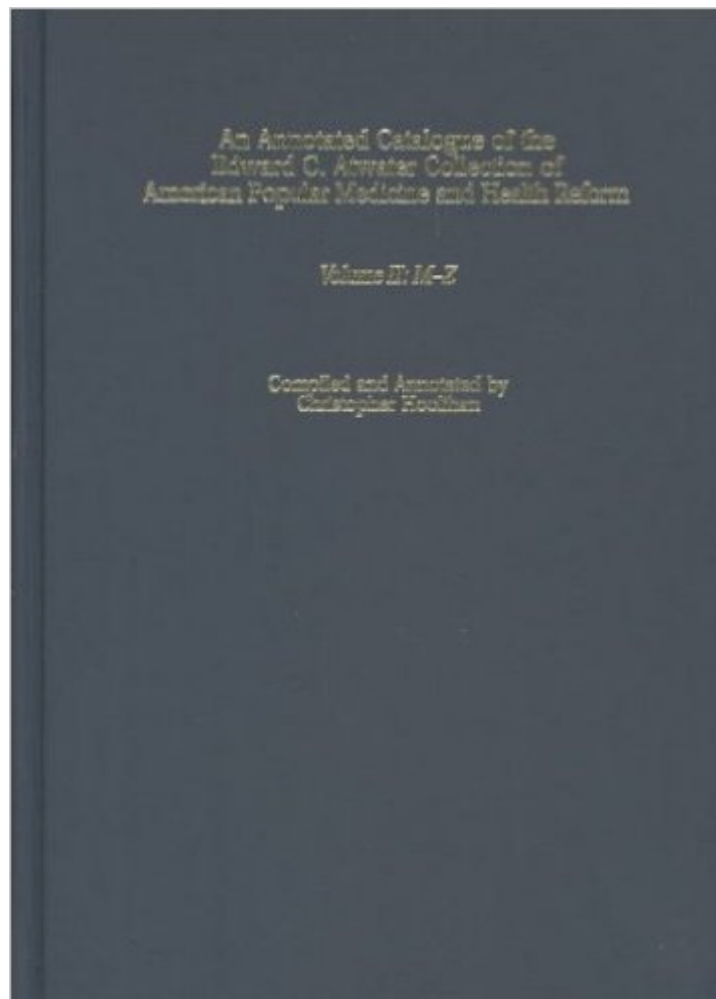 An Annotated Catalogue of the
Edward C. Atwater Collection of
American Popular Medicine and Health Reform
Volume II: M–Z
Compiled and Annotated by
Christopher Hoolihan